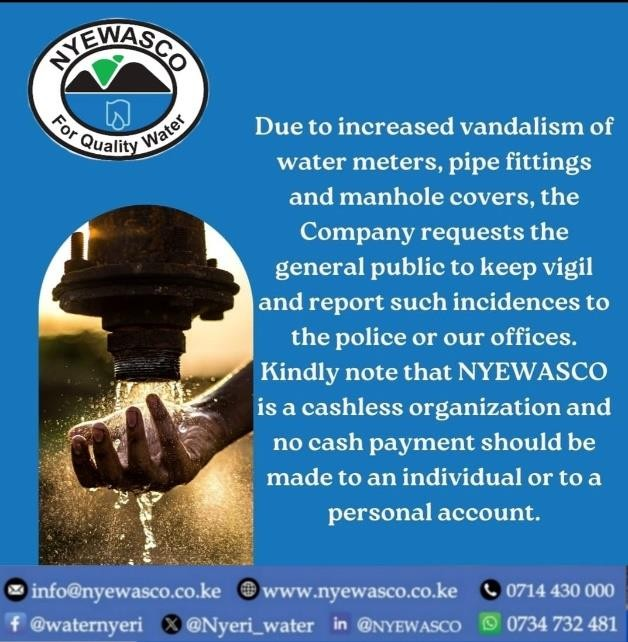 NYEWASCO
For Quality Water
Due to increased vandalism of
water meters, pipe fittings
and manhole covers, the
Company requests the
general public to keep vigil
and report such incidences to
the police or our offices.
Kindly note that NYEWASCO
is a cashless organization and
no cash payment should be
made to an individual or to a
personal account.
info@nyewasco.co.ke www.nyewasco.co.ke 0714 430 000
@waternyeri @Nyeri_water @NYEWASCO 0734 732 481